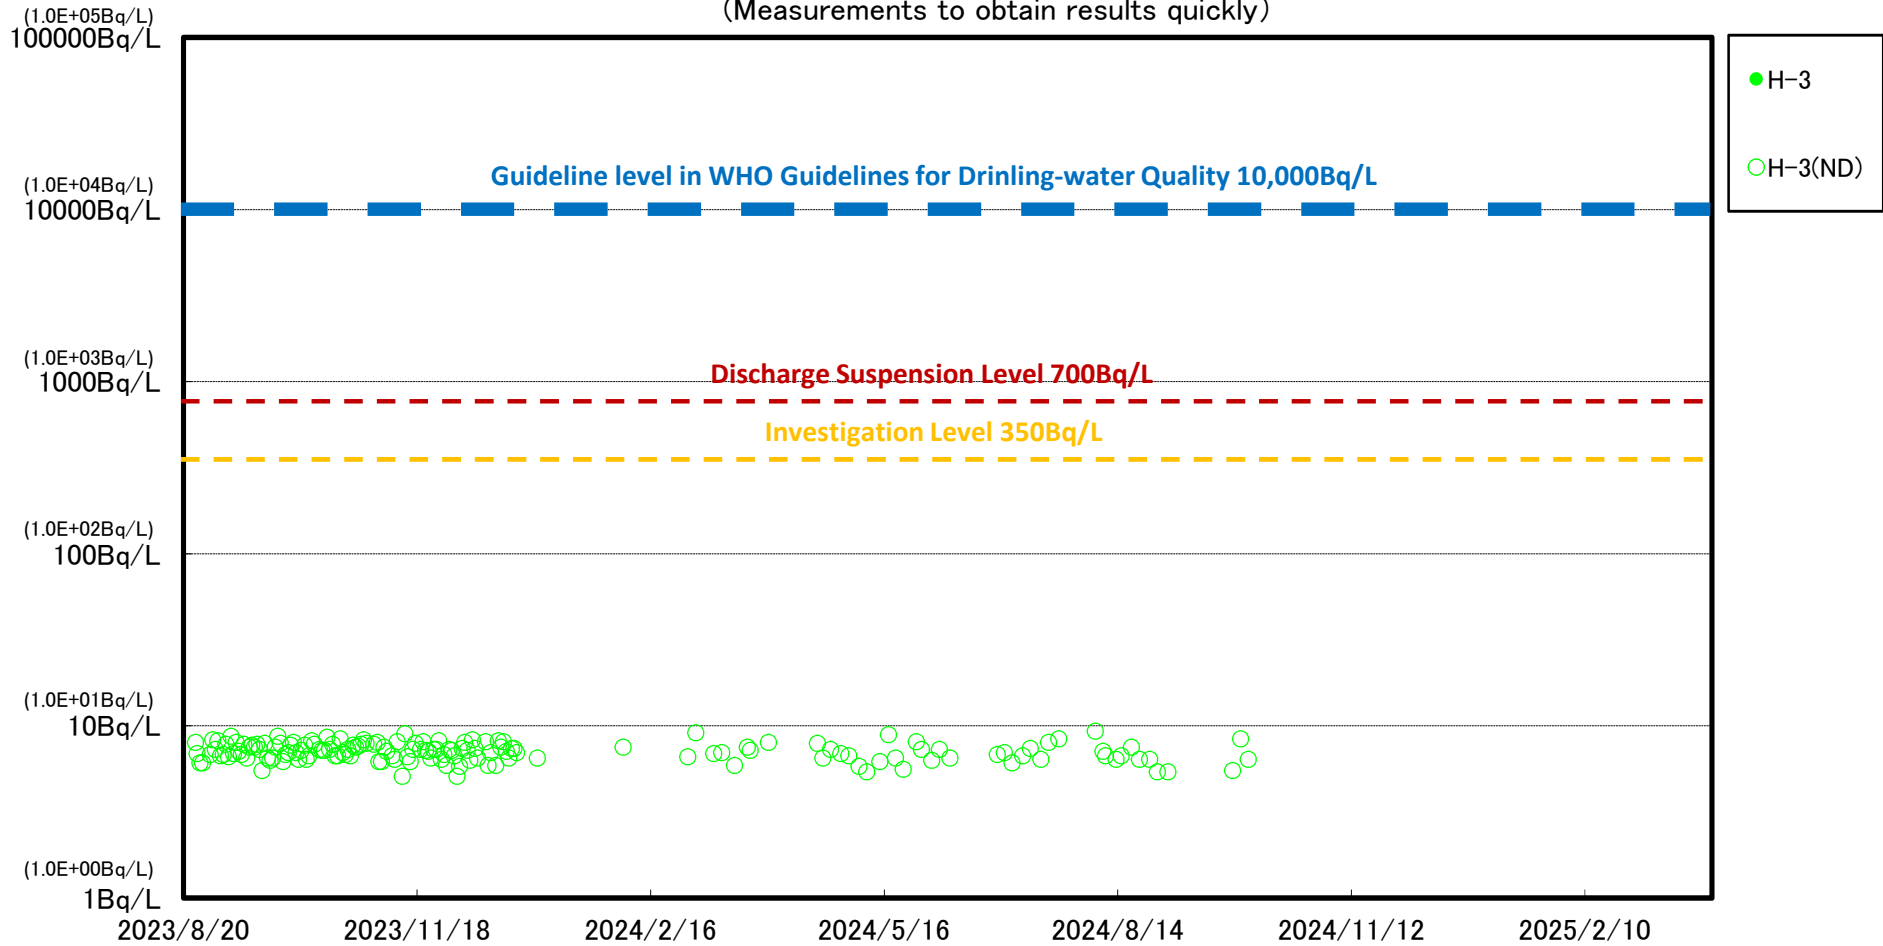 (Measurements to obtain results quickly)
(1.0E+05Bq/L)
100000Bq/L
H-3
H-3(ND)
Guideline level in WHO Guidelines for Drinling-water Quality 10,000Bq/L
(1.0E+04Bq/L)
10000Bq/L
(1.0E+03Bq/L)
1000Bq/L
Discharge Suspension Level 700Bq/L
Investigation Level 350Bq/L
(1.0E+02Bq/L)
100Bq/L
(1.0E+01Bq/L)
10Bq/L
(1.0E+00Bq/L)
1Bq/L
2023/8/20 2023/11/18 2024/2/16 2024/5/16 2024/8/14 2024/11/12 2025/2/10